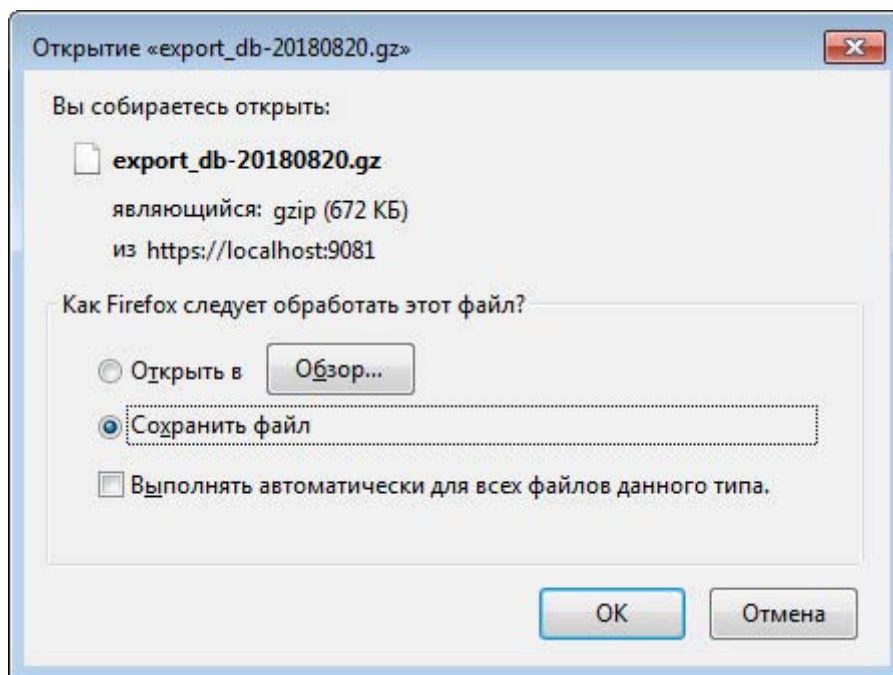 Открытие «export_db-20180820.gz»
Вы собираетесь открыть:
export_db-20180820.gz
являющийся: gzip (672 КБ)
из https://localhost:9081
Как Firefox следует обработать этот файл?
Открыть в Обзор...
Сохранить файл
Выполнять автоматически для всех файлов данного типа.
ОК Отмена